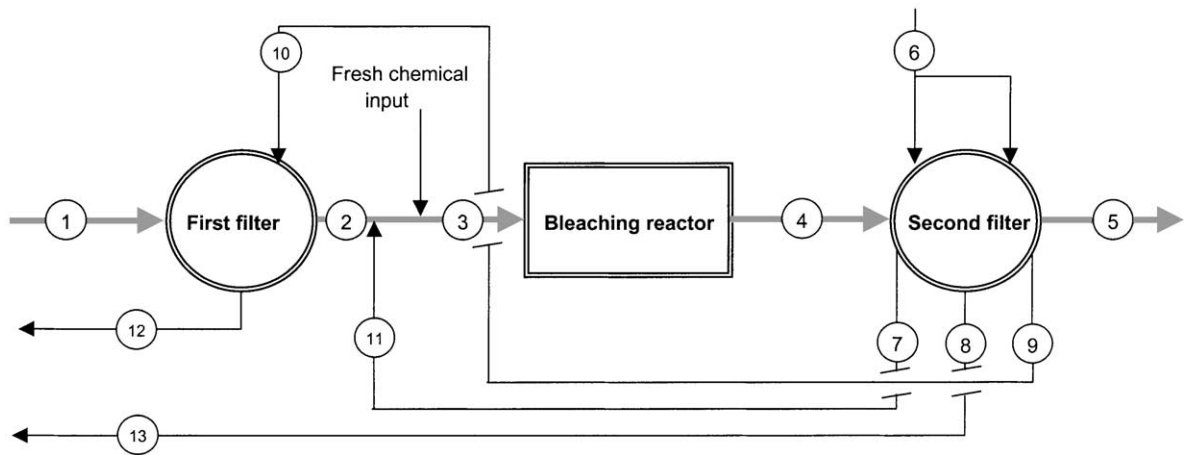 6
10
Fresh chemical
input
1
First filter
2
3
Bleaching reactor
4
Second filter
5
12
11
7
8
9
13